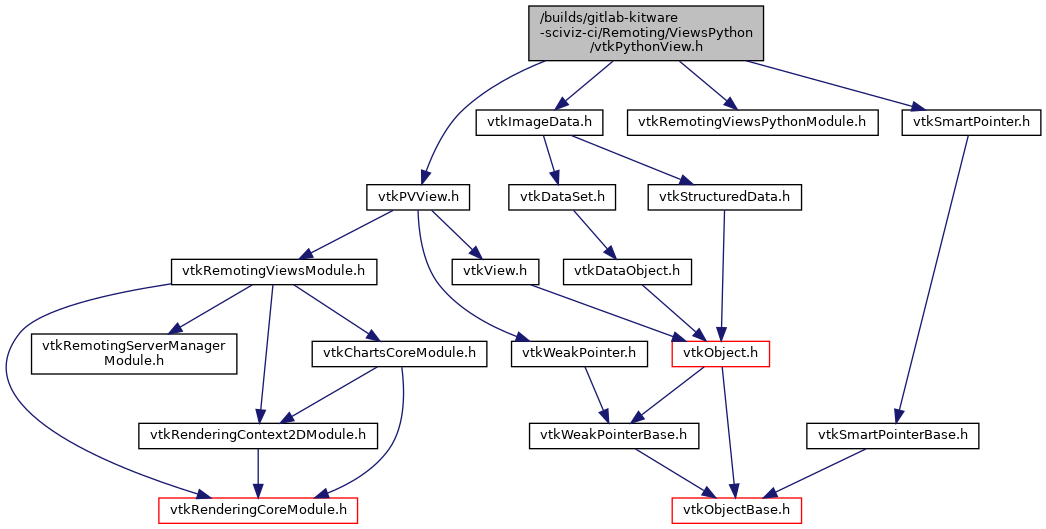 /builds/gitlab-kitware
-sciviz-ci/Remoting/ViewsPython
/vtkPythonView.h
vtkImageData.h
vtkRemotingViewsPythonModule.h
vtkSmartPointer.h
vtkPVView.h
vtkDataSet.h
vtkStructuredData.h
vtkRemotingViewsModule.h
vtkView.h
vtkDataObject.h
vtkRemotingServerManager
Module.h
vtkChartsCoreModule.h
vtkWeakPointer.h
vtkObject.h
vtkRenderingContext2DModule.h
vtkWeakPointerBase.h
vtkSmartPointerBase.h
vtkRenderingCoreModule.h
vtkObjectBase.h